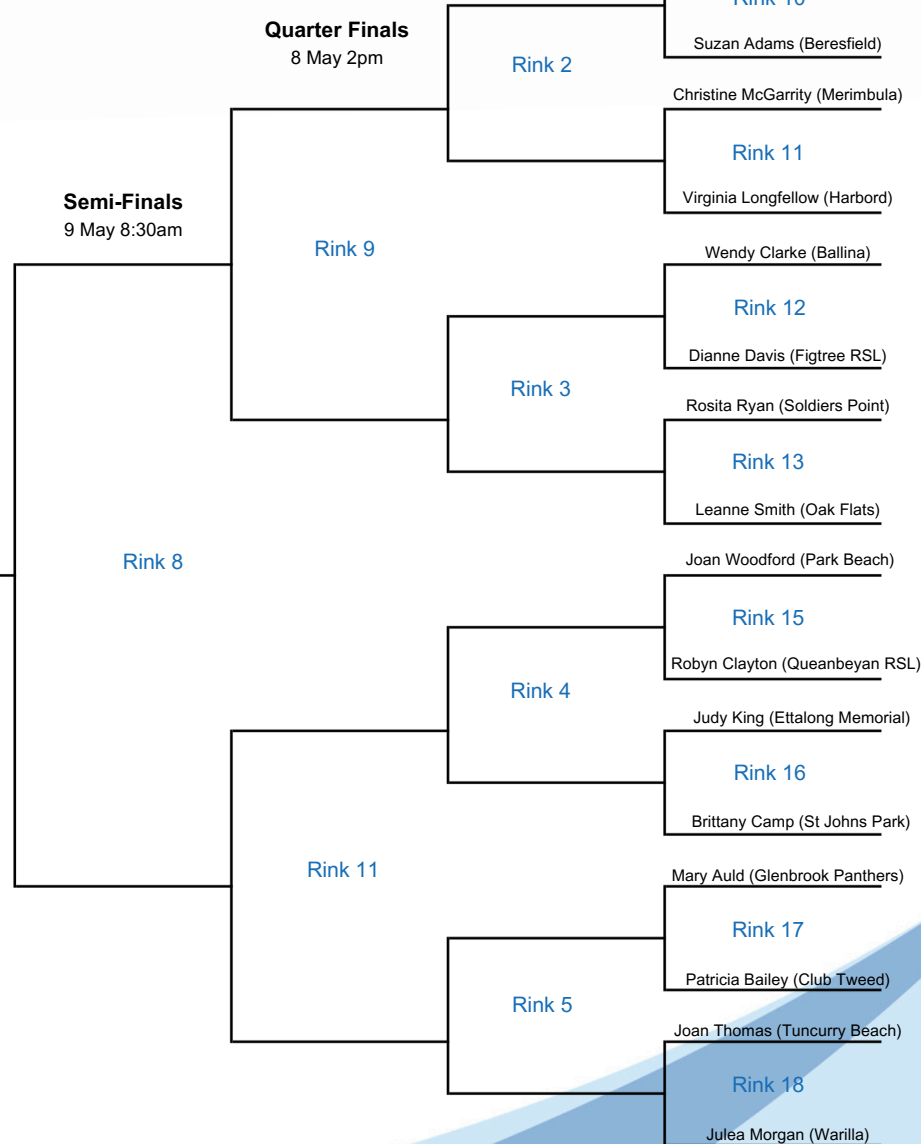 Quarter Finals
8 May 2pm
Suzan Adams (Beresfield)
Rink 2
Christine McGarrity (Merimbula)
Rink 11
Semi-Finals
9 May 8:30am
Virginia Longfellow (Harbord)
Rink 9
Wendy Clarke (Ballina)
Rink 12
Dianne Davis (Figtree RSL)
Rink 3
Rosita Ryan (Soldiers Point)
Rink 13
Leanne Smith (Oak Flats)
Rink 8
Joan Woodford (Park Beach)
Rink 15
Robyn Clayton (Queanbeyan RSL)
Rink 4
Judy King (Ettalong Memorial)
Rink 16
Brittany Camp (St Johns Park)
Rink 11
Mary Auld (Glenbrook Panthers)
Rink 17
Patricia Bailey (Club Tweed)
Rink 5
Joan Thomas (Tuncurry Beach)
Rink 18
Julea Morgan (Warilla)